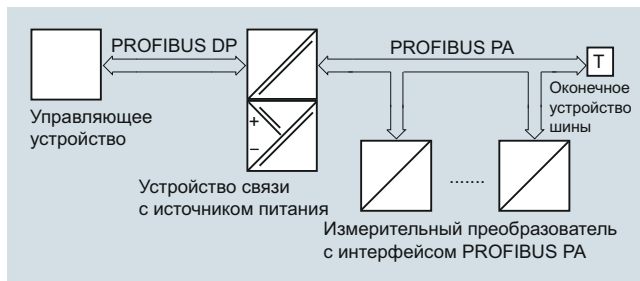 PROFIBUS DP
PROFIBUS PA
T
Управляющее
устройство
Оконечное
устройство
шины
+
–
Устройство связи
с источником питания
.......
Измерительный преобразователь
с интерфейсом PROFIBUS PA